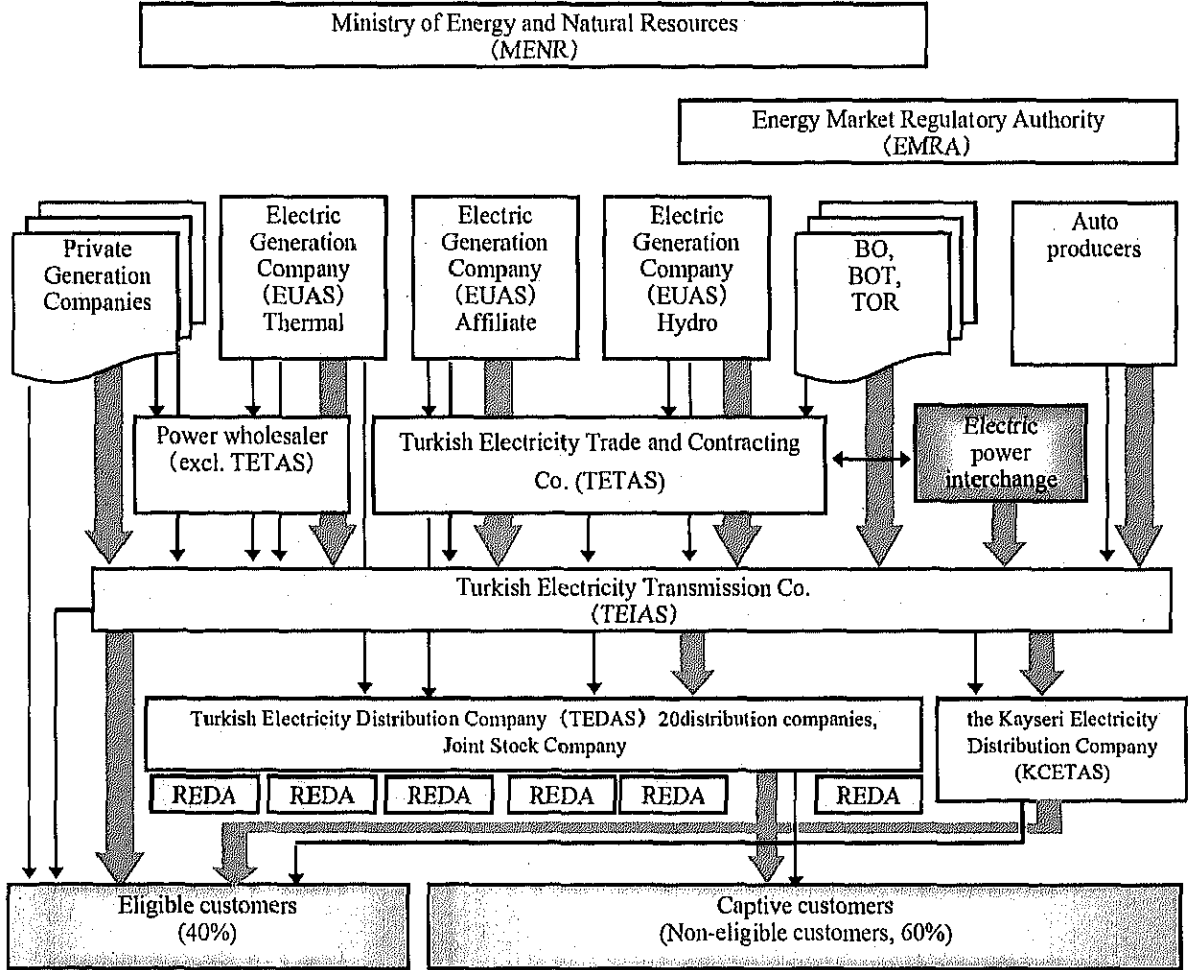 Ministry of Energy and Natural Resources
(MENR)
Energy Market Regulatory Authority
(EMRA)
Private
Generation
Companies
Electric
Generation
Company
(EUAS)
Thermal
Electric
Generation
Company
(EUAS)
Affiliate
Electric
Generation
Company
(EUAS)
Hydro
BO,
BOT,
TOR
Auto
producers
Power wholesaler
(excl. TETAS)
Turkish Electricity Trade and Contracting
Co. (TETAS)
Electric
power
interchange
Turkish Electricity Transmission Co.
(TEIAS)
Turkish Electricity Distribution Company (TEDAS) 20distribution companies,
Joint Stock Company
the Kayseri Electricity
Distribution Company
(KCETAS)
REDA
REDA
REDA
REDA
REDA
REDA
Eligible customers
(40%)
Captive customers
(Non-eligible customers, 60%)